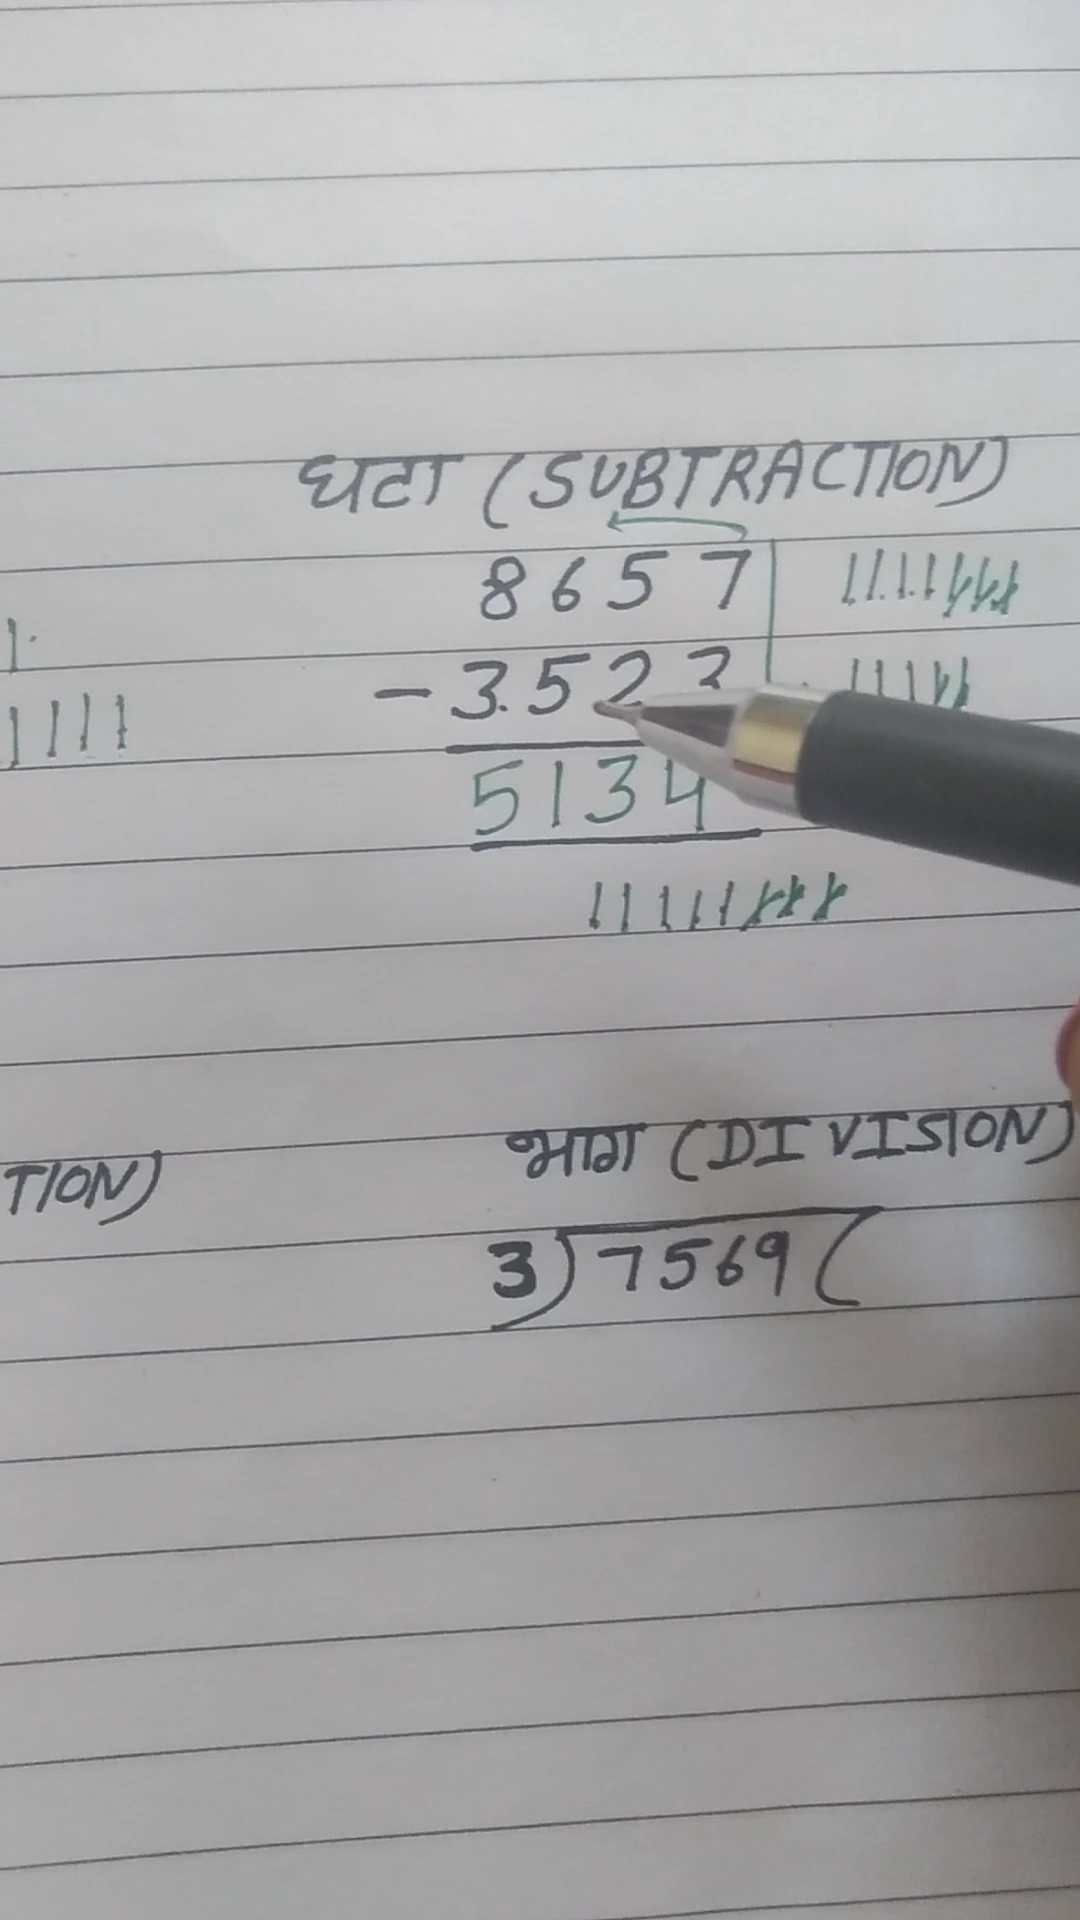 घटा (SUBTRACTION)
8657
- 3523
5134
TION)
भाग (DIVISION)
3)7569(